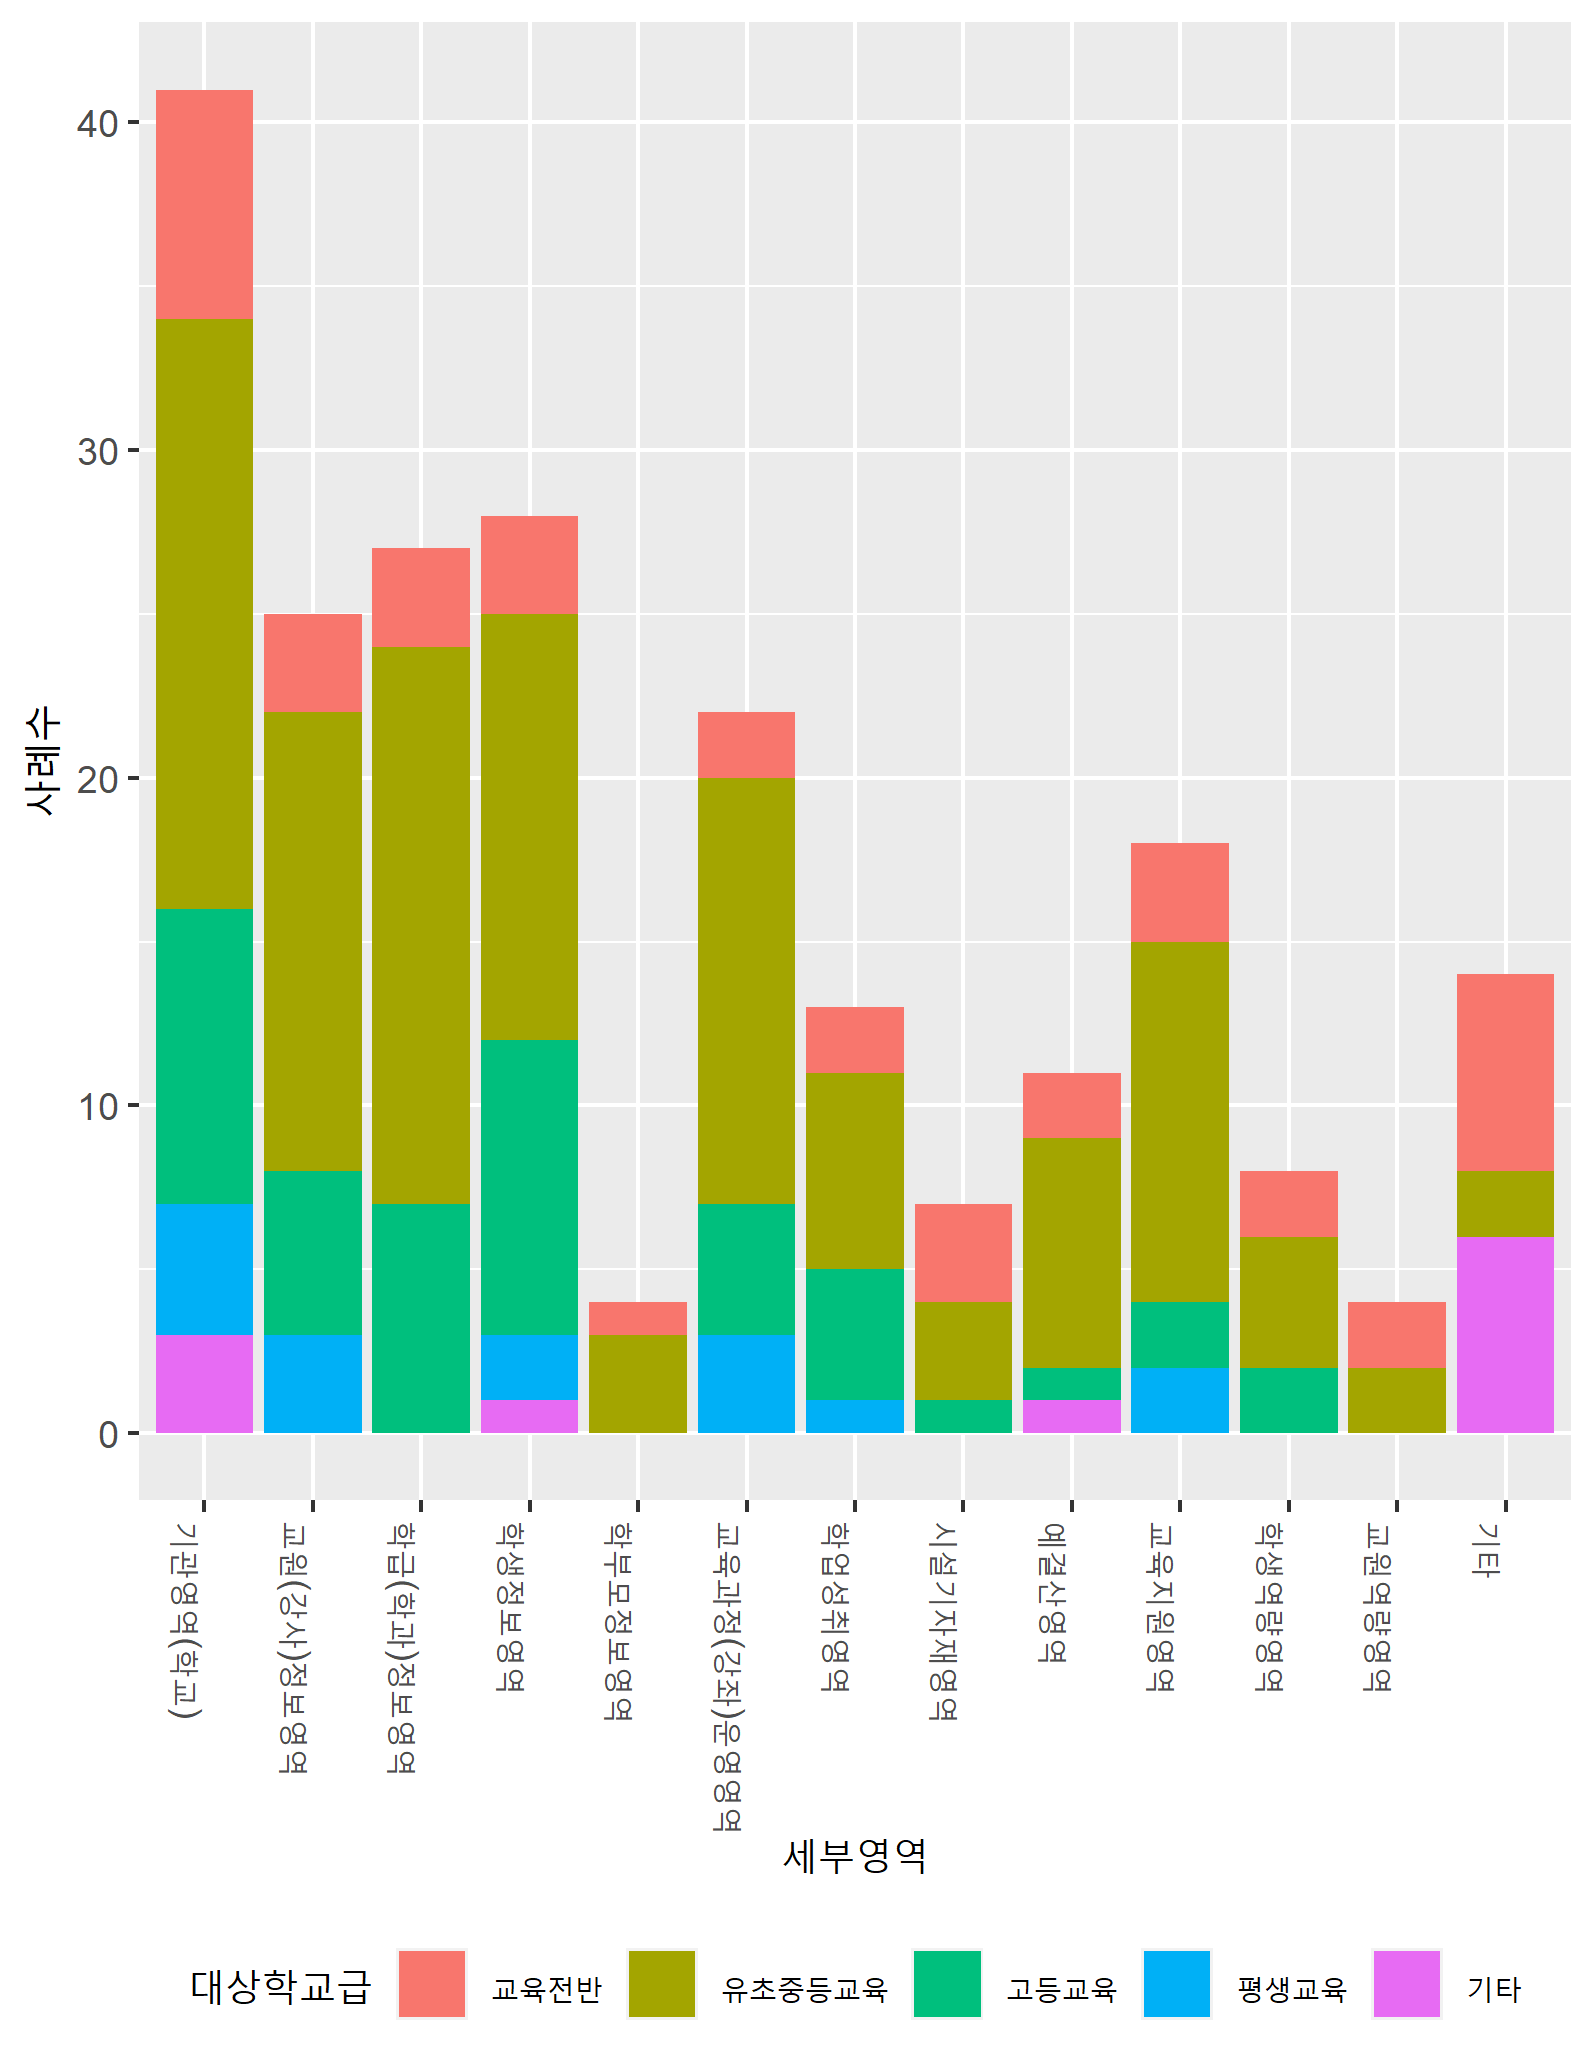 사례수
40
30
20
10
0
기관영역(학교)
교원(강사)정보영역
학급(학과)정보영역
학생정보영역
학부모정보영역
교육과정(강좌)운영영역
학업성취영역
시설기자재영역
예결산영역
교육지원영역
학생역량영역
교원역량영역
기타
세부영역
대상학교급 교육전반 유초중등교육 고등교육 평생교육 기타